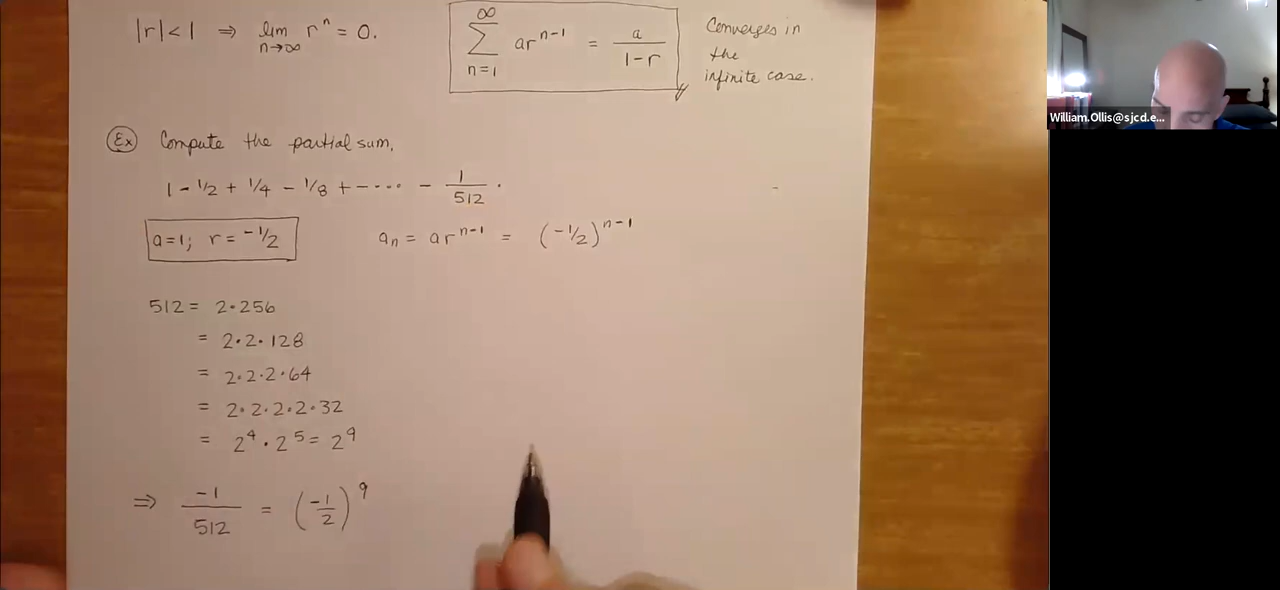 |r| < 1 ⇒ lim n→∞ r^n = 0.
∞ ∑ n=1 ar^(n-1) = a/(1-r)
Converges in
the
infinite case.
Ex Compute the partial sum.
1 - 1/2 + 1/4 - 1/8 + - ···· - 1/512 .
a=1; r = -1/2
a_n = ar^(n-1) = (-1/2)^(n-1)
512 = 2·256
= 2·2·128
= 2·2·2·64
= 2·2·2·2·32
= 2^4 · 2^5 = 2^9
⇒ -1/512 = (-1/2)^9
William.Ollis@sjcd.e...